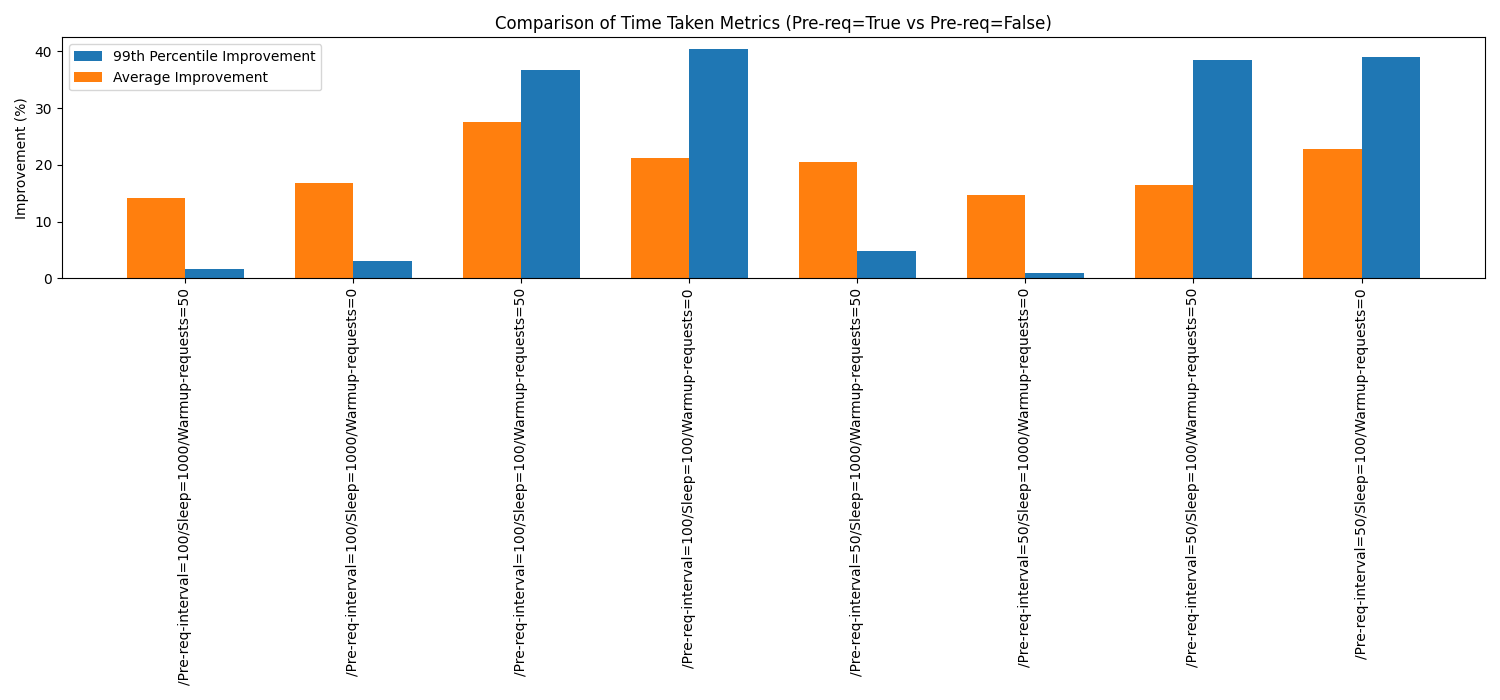 Comparison of Time Taken Metrics (Pre-req=True vs Pre-req=False)
99th Percentile Improvement
Average Improvement
Improvement (%)
40
30
20
10
0
/Pre-req-interval=100/Sleep=1000/Warmup-requests=50
/Pre-req-interval=100/Sleep=1000/Warmup-requests=0
/Pre-req-interval=100/Sleep=100/Warmup-requests=50
/Pre-req-interval=100/Sleep=100/Warmup-requests=0
/Pre-req-interval=50/Sleep=1000/Warmup-requests=50
/Pre-req-interval=50/Sleep=1000/Warmup-requests=0
/Pre-req-interval=50/Sleep=100/Warmup-requests=50
/Pre-req-interval=50/Sleep=100/Warmup-requests=0